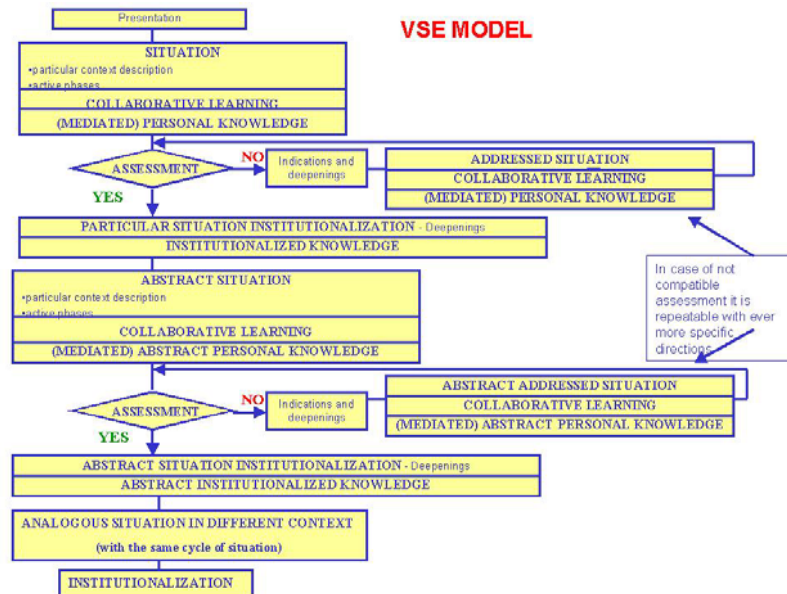 VSE MODEL
Presentation
SITUATION
•particular context description
•active phases
COLLABORATIVE LEARNING
(MEDIATED) PERSONAL KNOWLEDGE
ASSESSMENT
NO
YES
Indications and
deepenings
ADDRESSED SITUATION
COLLABORATIVE LEARNING
(MEDIATED) PERSONAL KNOWLEDGE
PARTICULAR SITUATION INSTITUTIONALIZATION - Deepenings
INSTITUTIONALIZED KNOWLEDGE
In case of not
compatible
assessment it is
repeatable with ever
more specific
directions
ABSTRACT SITUATION
•particular context description
•active phases
COLLABORATIVE LEARNING
(MEDIATED) ABSTRACT PERSONAL KNOWLEDGE
ASSESSMENT
NO
YES
Indications and
deepenings
ABSTRACT ADDRESSED SITUATION
COLLABORATIVE LEARNING
(MEDIATED) ABSTRACT PERSONAL KNOWLEDGE
ABSTRACT SITUATION INSTITUTIONALIZATION - Deepenings
ABSTRACT INSTITUTIONALIZED KNOWLEDGE
ANALOGOUS SITUATION IN DIFFERENT CONTEXT
(with the same cycle of situation)
INSTITUTIONALIZATION